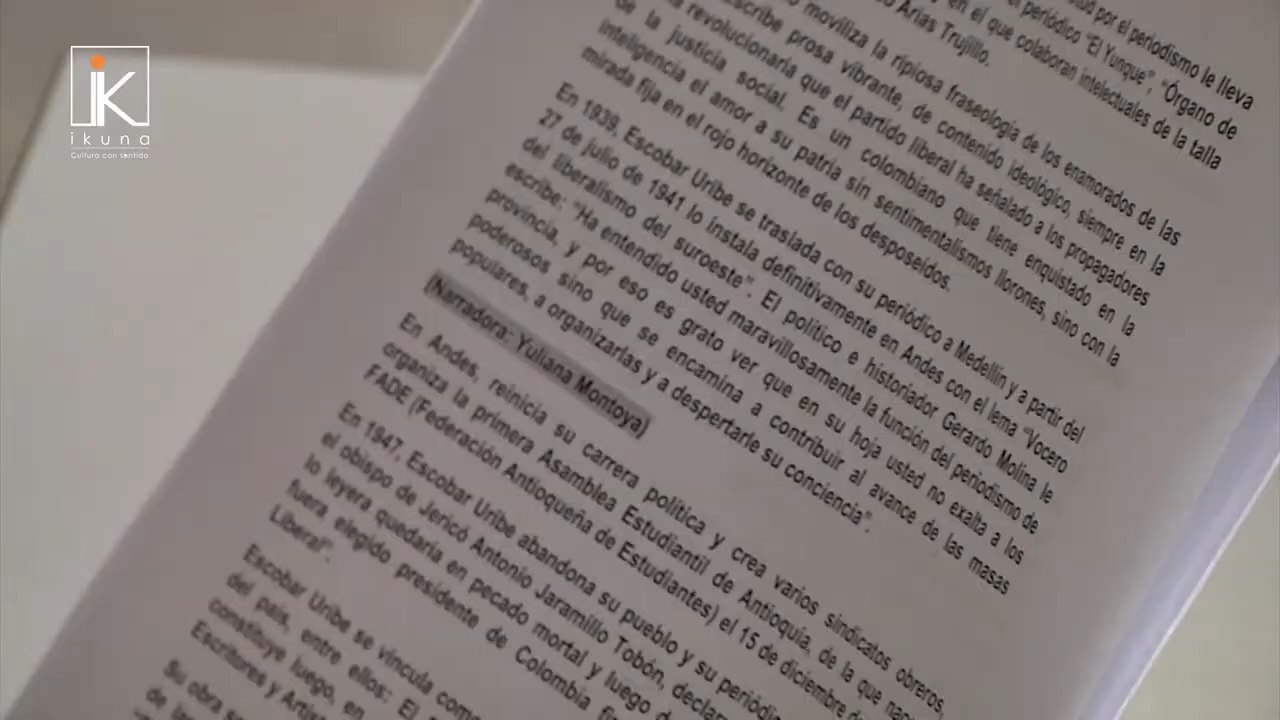 ikuna
Cultura con sentido
por el periodismo le lleva
el periódico "El Yunque", "Órgano de
en el que colaboran intelectuales de la talla
Arias Trujillo.
moviliza la ripiosa fraseología de los enamorados de las
escribe prosa vibrante, de contenido ideológico, siempre en la
revolucionaria que el partido liberal ha señalado a los propagadores
de la justicia social. Es un colombiano que tiene enquistado en la
inteligencia el amor a su patria sin sentimentalismos llorones, sino con la
mirada fija en el rojo horizonte de los desposeídos.
En 1939, Escobar Uribe se traslada con su periódico a Medellín y a partir del
27 de julio de 1941 lo instala definitivamente en Andes con el lema "Vocero
del liberalismo del suroeste". El político e historiador Gerardo Molina le
escribe: "Ha entendido usted maravillosamente la función del periodismo de
provincia, y por eso es grato ver que en su hoja usted no exalta a los
poderosos sino que se encamina a contribuir al avance de las masas
populares, a organizarlas y a despertarle su conciencia".
(Narradora: Yuliana Montoya)
En Andes, reinicia su carrera política y crea varios sindicatos obreros,
organiza la primera Asamblea Estudiantil de Antioquia, de la que
FADE (Federación Antioqueña de Estudiantes) el 15 de diciembre
En 1947, Escobar Uribe abandona su pueblo y su
el obispo de Jericó Antonio Jaramillo Tobón,
lo leyera quedaría en pecado mortal y luego
fuera elegido presidente de Colombia
Liberal".
Escobar Uribe se vincula como
del país, entre ellos: El
constituye luego, en
Escritores y
Su obra